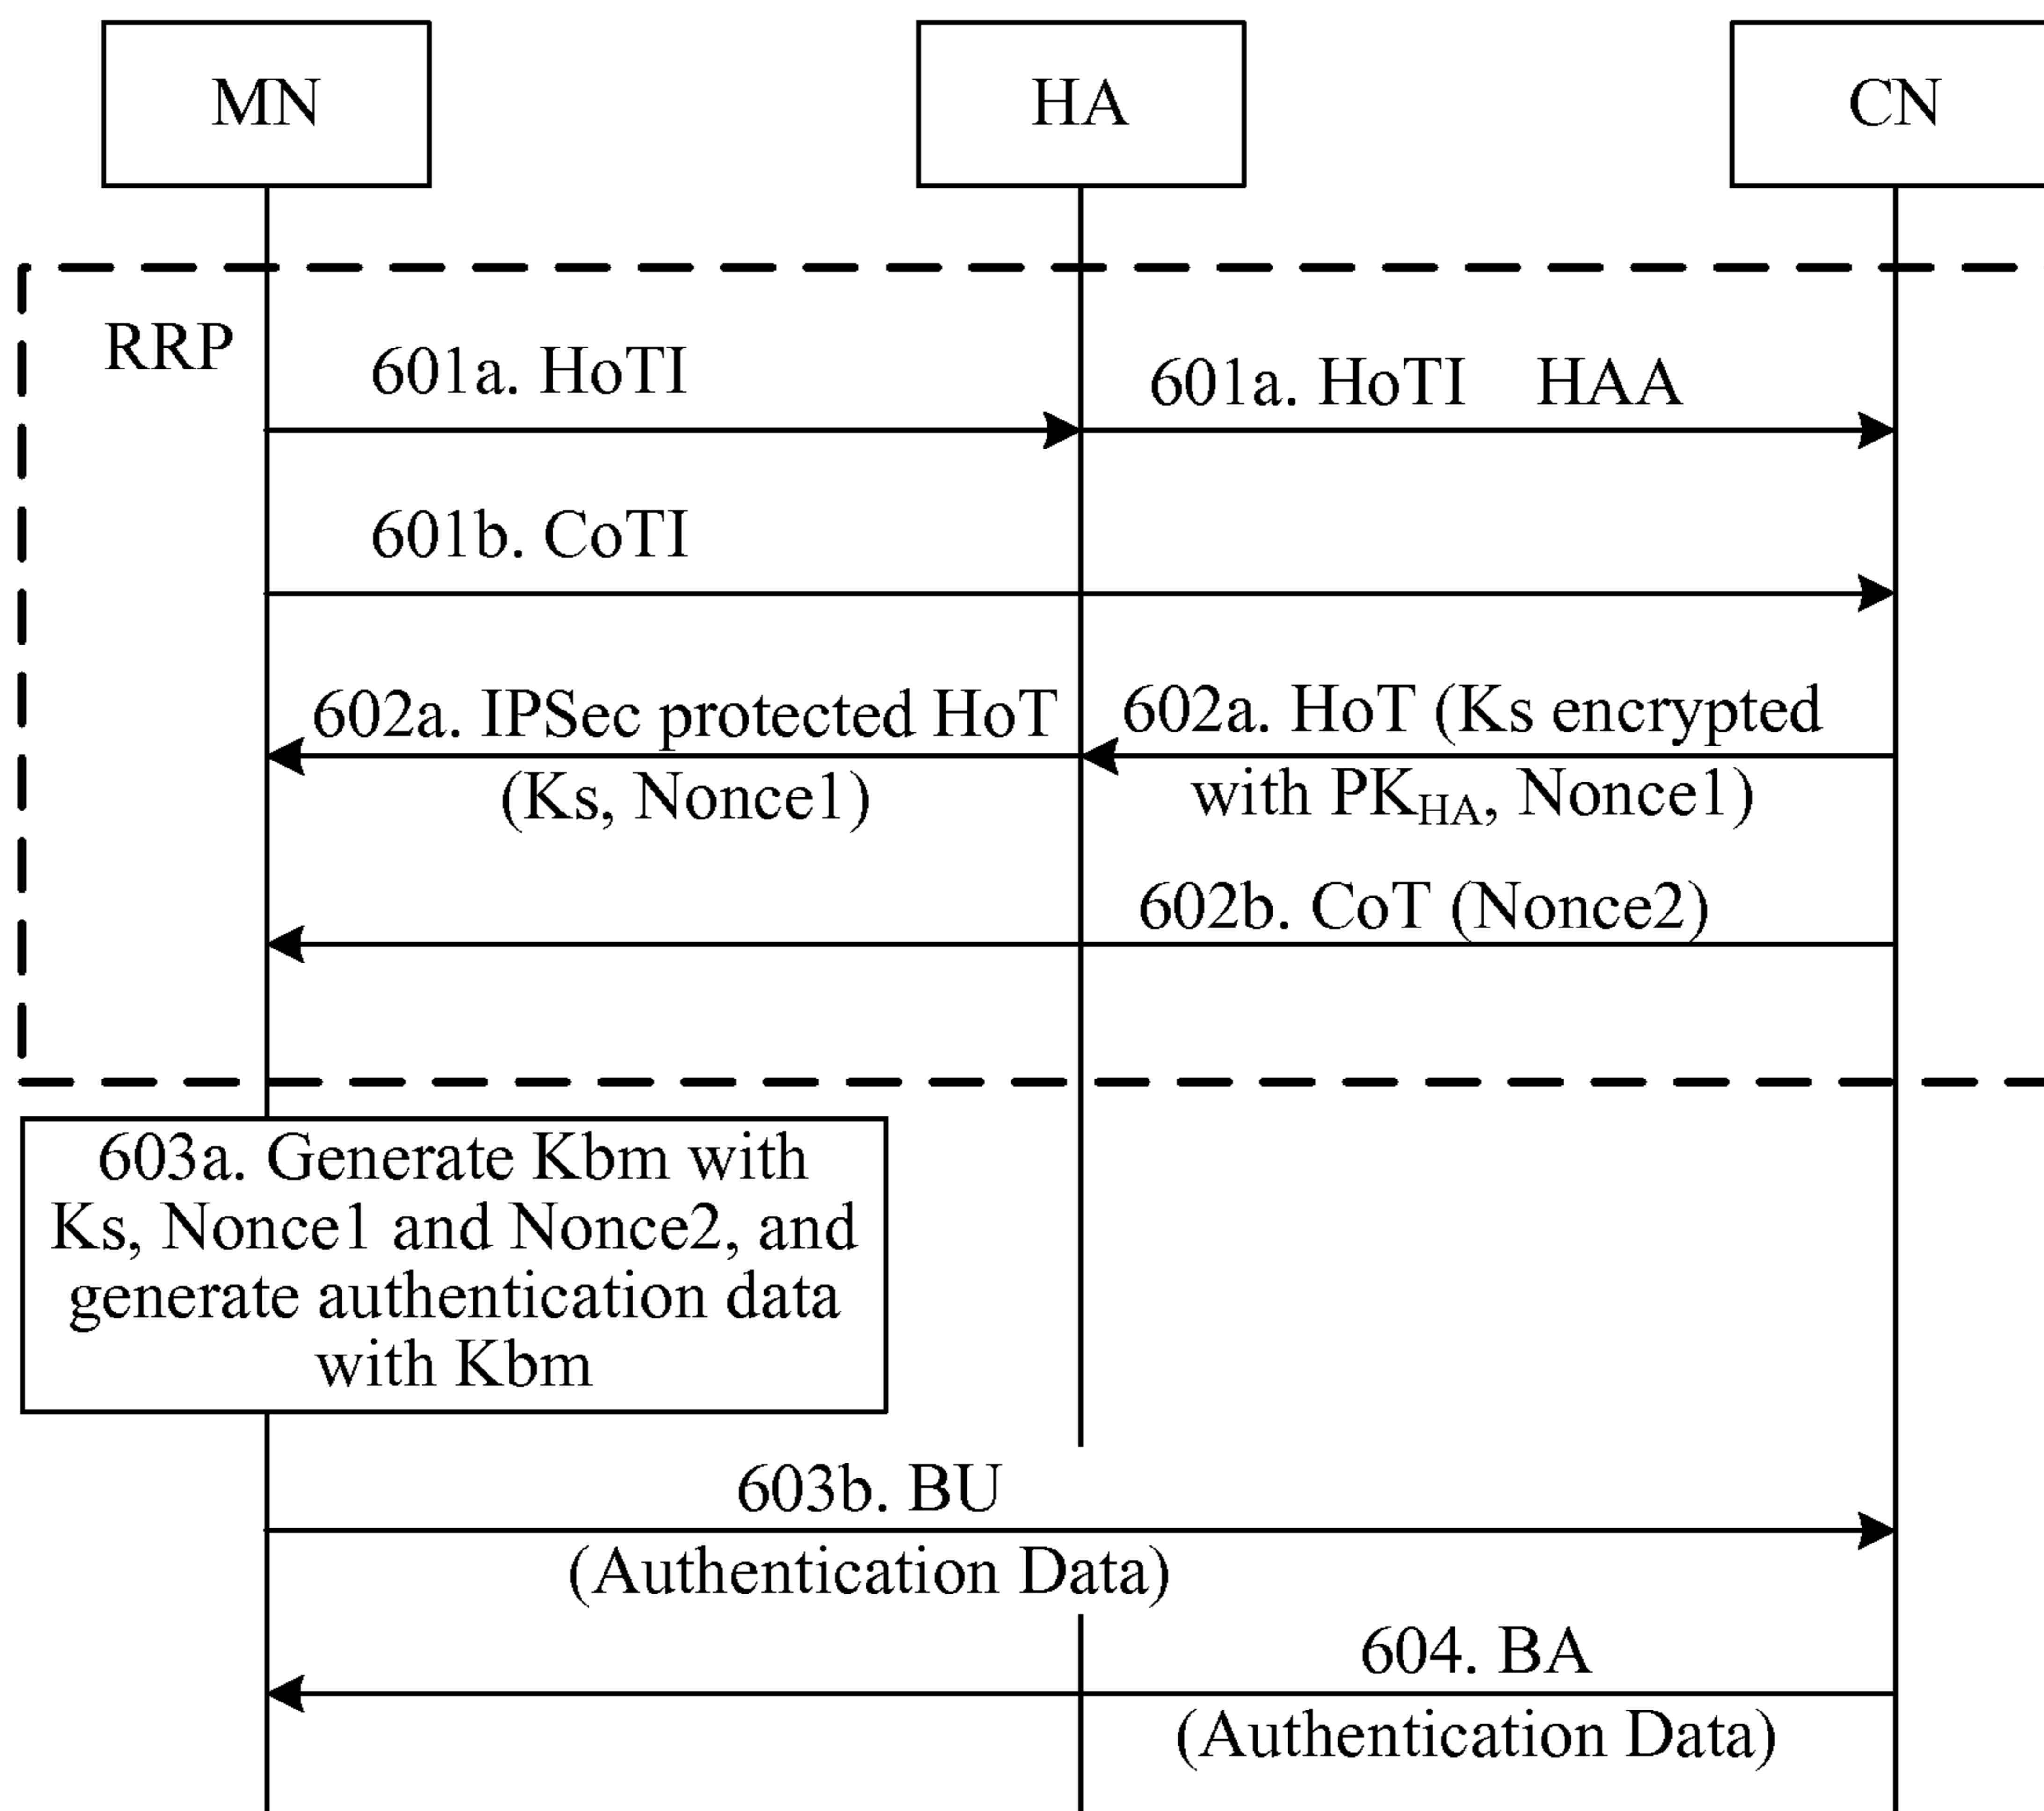 MN
HA
CN
RRP
601a. HoTI
601a. HoTI HAA
601b. CoTI
602a. IPSec protected HoT
(Ks, Nonce1)
602a. HoT (Ks encrypted
with PKHA, Nonce1)
602b. CoT (Nonce2)
603a. Generate Kbm with
Ks, Nonce1 and Nonce2, and
generate authentication data
with Kbm
603b. BU
(Authentication Data)
604. BA
(Authentication Data)